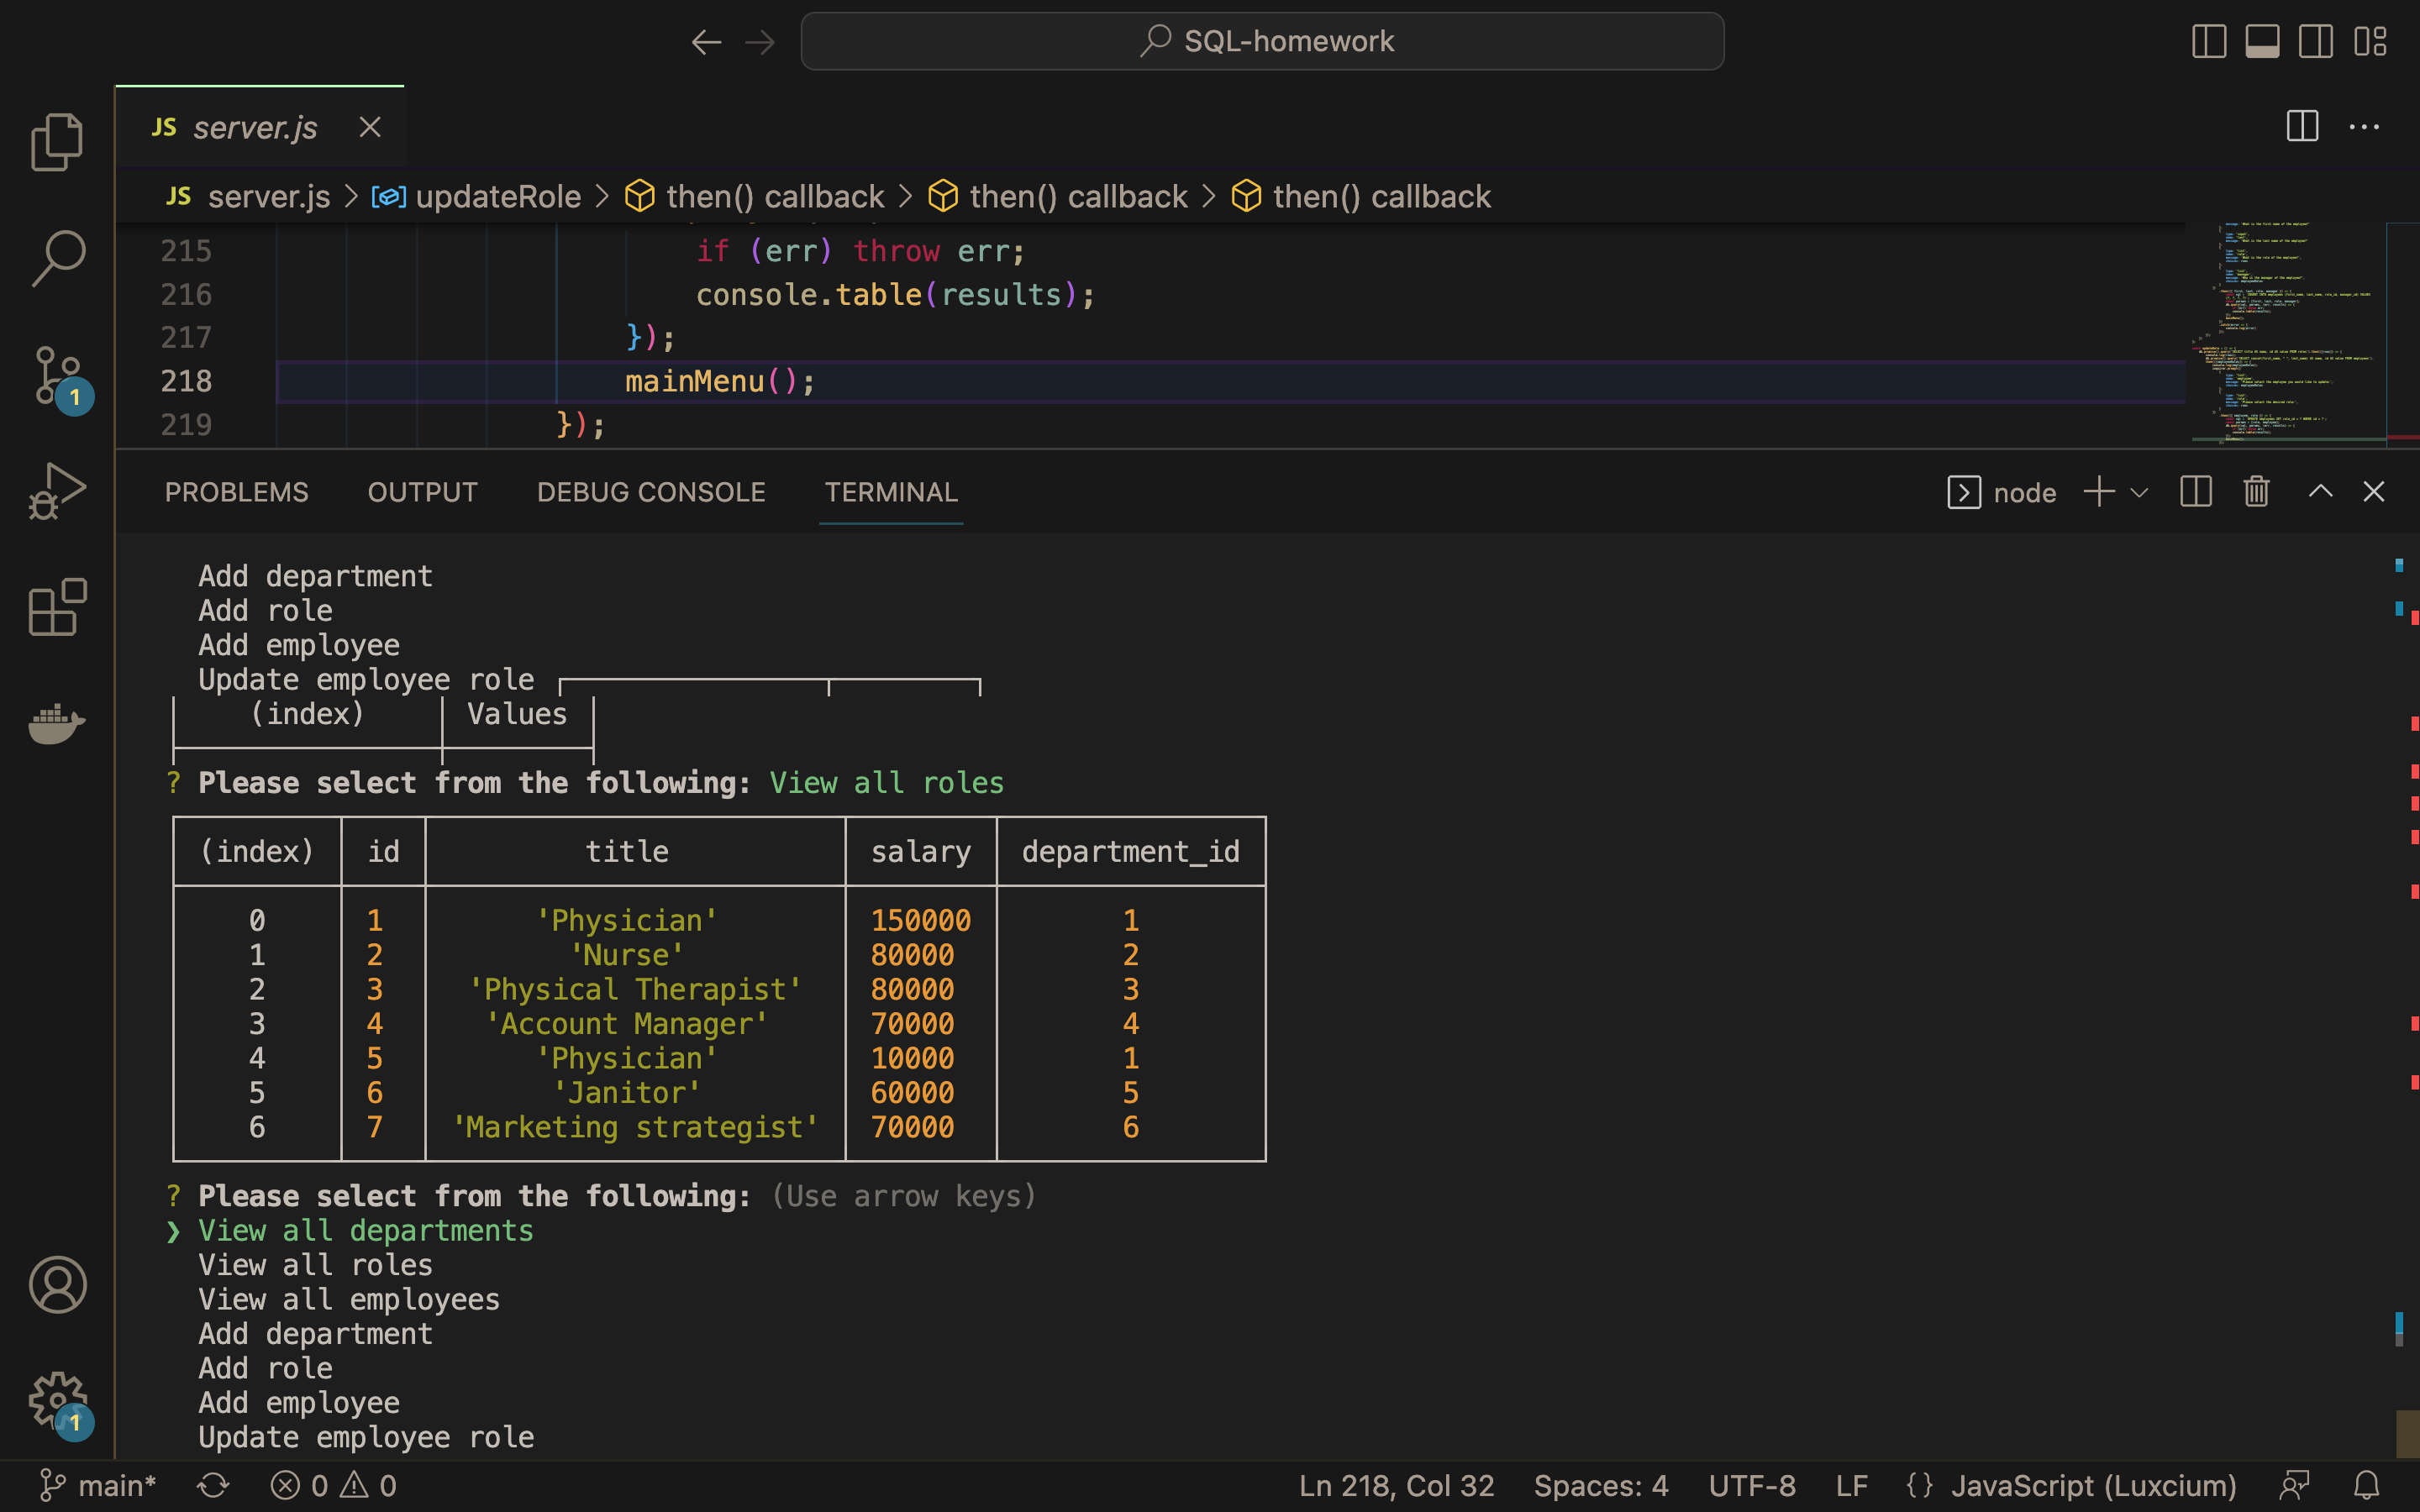 SQL-homework
JS server.js
JS server.js > updateRole > then() callback > then() callback > then() callback
215 if (err) throw err;
216 console.table(results);
217 });
218 mainMenu();
219 });
PROBLEMS OUTPUT DEBUG CONSOLE TERMINAL node
Add department
Add role
Add employee
Update employee role
(index) Values
? Please select from the following: View all roles
(index) id title salary department_id
0 1 'Physician' 150000 1
1 2 'Nurse' 80000 2
2 3 'Physical Therapist' 80000 3
3 4 'Account Manager' 70000 4
4 5 'Physician' 10000 1
5 6 'Janitor' 60000 5
6 7 'Marketing strategist' 70000 6
? Please select from the following: (Use arrow keys)
❯ View all departments
View all roles
View all employees
Add department
Add role
Add employee
Update employee role
1
1
main* 0 0 Ln 218, Col 32 Spaces: 4 UTF-8 LF {} JavaScript (Luxcium)